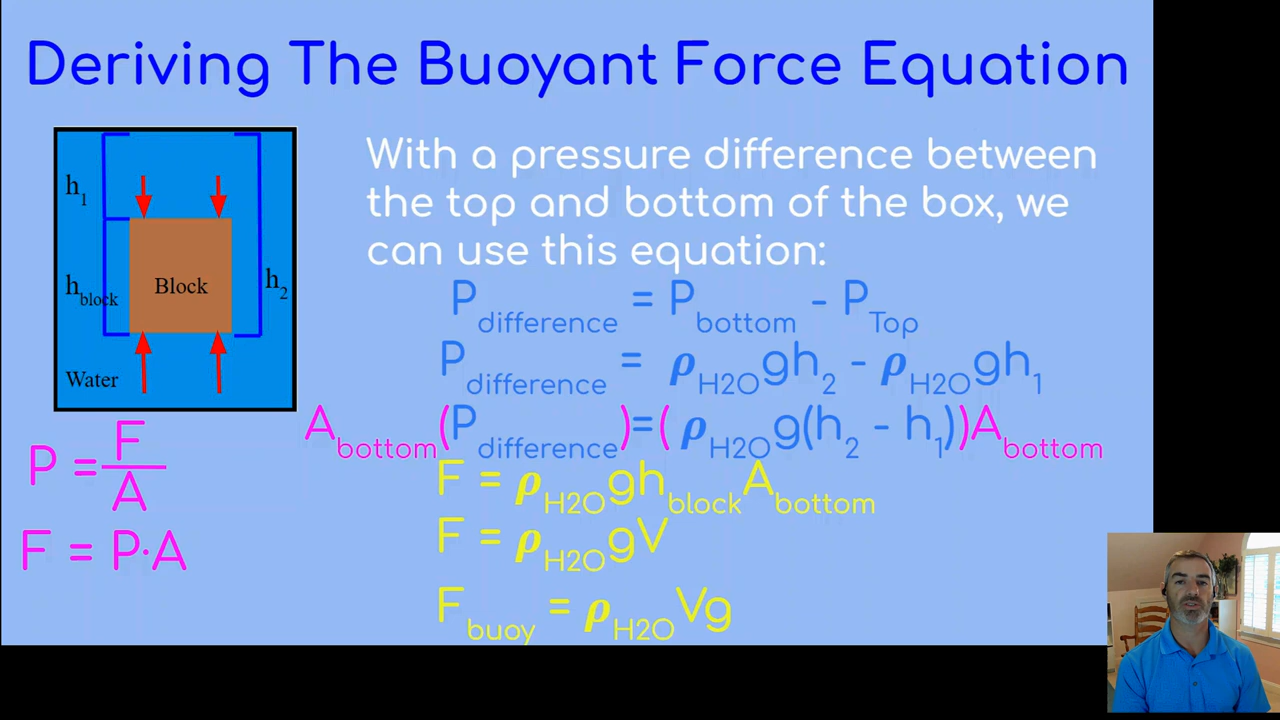 Deriving The Buoyant Force Equation
h1
hblock
Block
h2
Water
P = F/A
F = P·A
With a pressure difference between
the top and bottom of the box, we
can use this equation:
Pdifference = Pbottom - PTop
Pdifference = ρH2Ogh2 - ρH2Ogh1
Abottom(Pdifference)=(ρH2Og(h2 - h1))Abottom
F = ρH2OghblockAbottom
F = ρH2OgV
Fbuoy = ρH2OVg